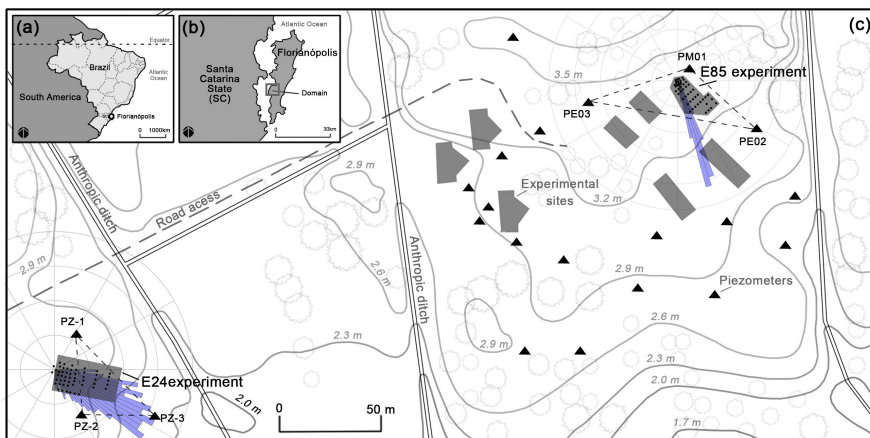 (a)
Equator
Brazil
Atlantic
Ocean
South America
Florianópolis
0 1000km
(b)
Atlantic Ocean
Florianópolis
Santa
Catarina
State
(SC)
Domain
0 30km
(c)
3.5 m
PM01
E85 experiment
PE03
PE02
Anthropic ditch
2.9 m
Road acess
Experimental
sites
3.2 m
2.9 m
2.6 m
Anthropic ditch
2.9 m
Piezometers
2.6 m
2.3 m
2.9 m
2.3 m
2.0 m
1.7 m
PZ-1
E24experiment
PZ-2
PZ-3
2.0 m
0 50 m